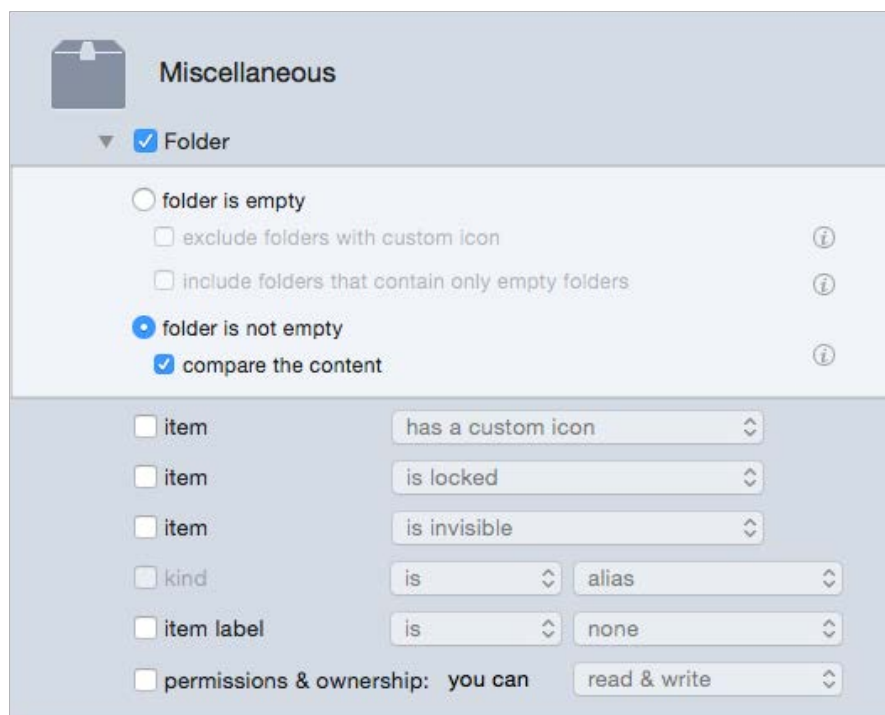 Miscellaneous
Folder
folder is empty
exclude folders with custom icon
include folders that contain only empty folders
folder is not empty
compare the content
item has a custom icon
item is locked
item is invisible
kind is alias
item label is none
permissions & ownership: you can read & write